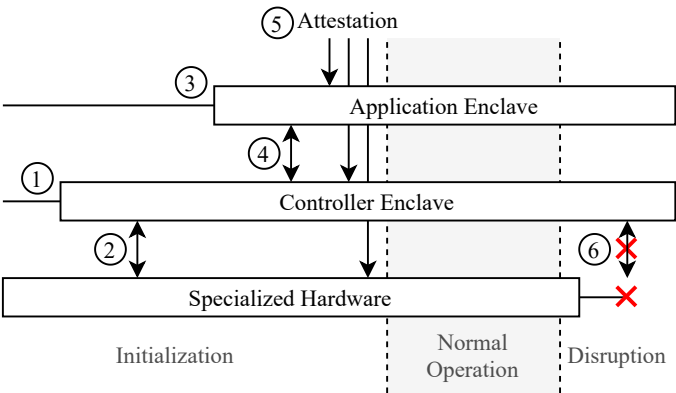 5 Attestation
3
Application Enclave
4
1
Controller Enclave
2
6
Specialized Hardware
Initialization
Normal
Operation
Disruption